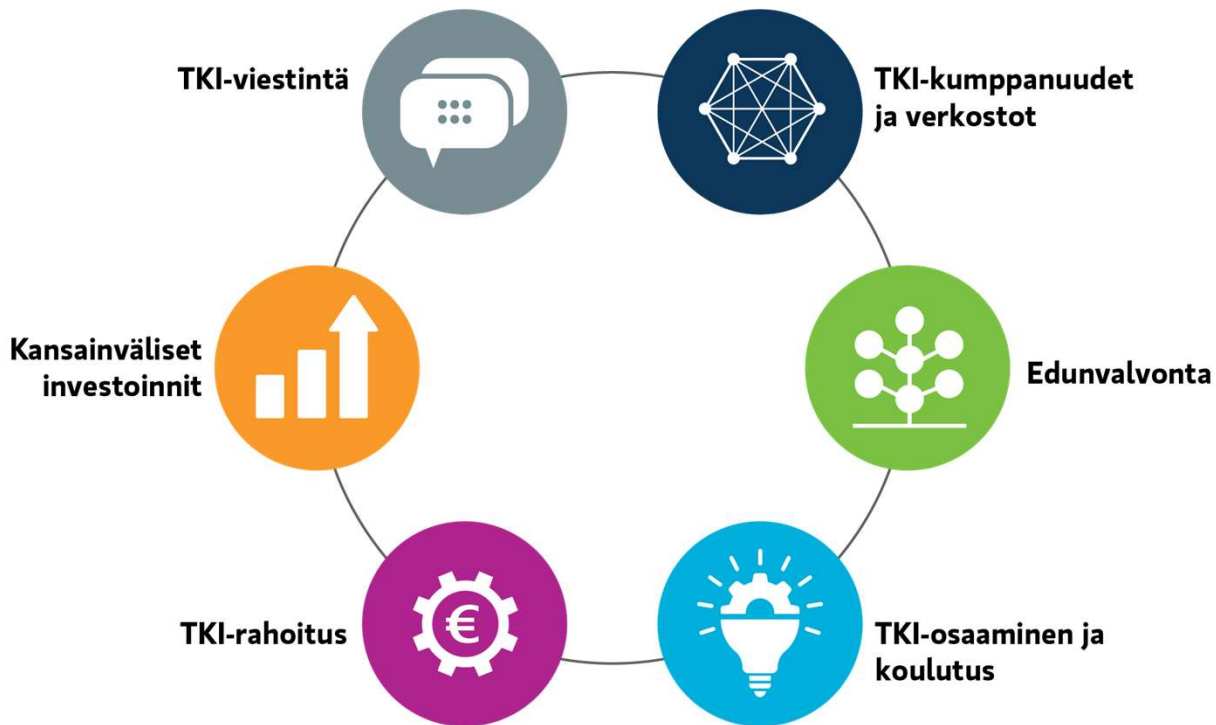 TKI-viestintä
TKI-kumppanuudet
ja verkostot
Kansainväliset
investoinnit
Edunvalvonta
TKI-rahoitus
€
TKI-osaaminen ja
koulutus